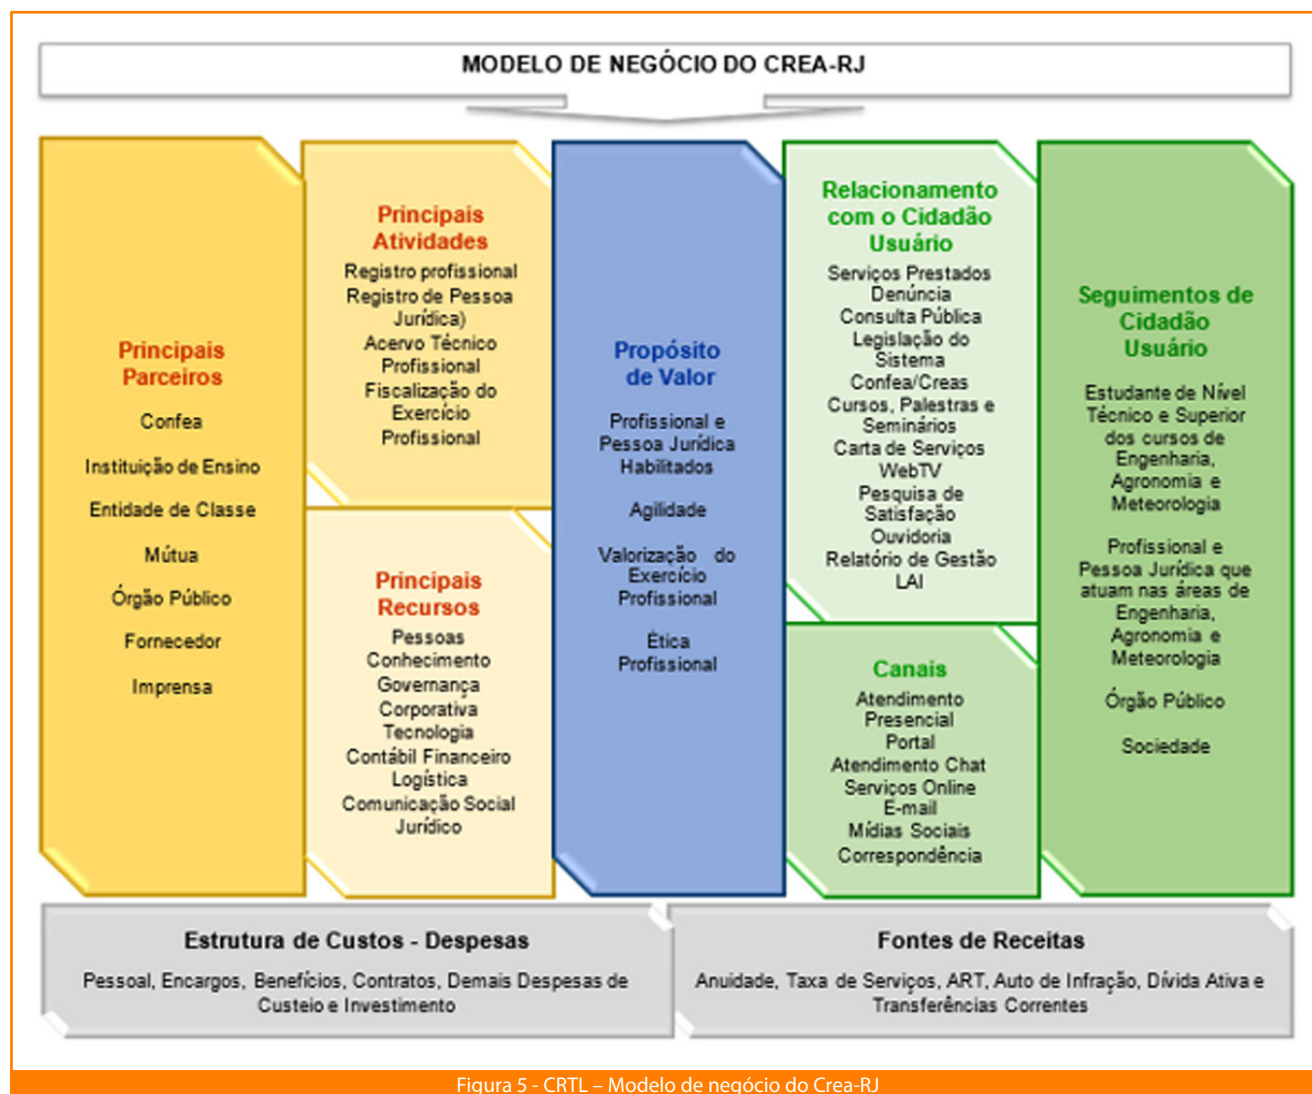 MODELO DE NEGÓCIO DO CREA-RJ
Principais
Parceiros
Confea
Instituição de Ensino
Entidade de Classe
Mútua
Órgão Público
Fornecedor
Imprensa
Principais
Atividades
Registro profissional
Registro de Pessoa
Jurídica)
Acervo Técnico
Profissional
Fiscalização do
Exercício
Profissional
Principais
Recursos
Pessoas
Conhecimento
Governança
Corporativa
Tecnologia
Contábil Financeiro
Logística
Comunicação Social
Jurídico
Propósito
de Valor
Profissional e
Pessoa Jurídica
Habilitados
Agilidade
Valorização do
Exercício
Profissional
Ética
Profissional
Relacionamento
com o Cidadão
Usuário
Serviços Prestados
Denúncia
Consulta Pública
Legislação do
Sistema
Confea/Creas
Cursos, Palestras e
Seminários
Carta de Serviços
WebTV
Pesquisa de
Satisfação
Ouvidoria
Relatório de Gestão
LAI
Canais
Atendimento
Presencial
Portal
Atendimento Chat
Serviços Online
E-mail
Mídias Sociais
Correspondência
Seguimentos de
Cidadão
Usuário
Estudante de Nível
Técnico e Superior
dos cursos de
Engenharia,
Agronomia e
Meteorologia
Profissional e
Pessoa Jurídica que
atuam nas áreas de
Engenharia,
Agronomia e
Meteorologia
Órgão Público
Sociedade
Estrutura de Custos - Despesas
Pessoal, Encargos, Benefícios, Contratos, Demais Despesas de
Custeio e Investimento
Fontes de Receitas
Anuidade, Taxa de Serviços, ART, Auto de Infração, Dívida Ativa e
Transferências Correntes
Figura 5 - CRTL – Modelo de negócio do Crea-RJ